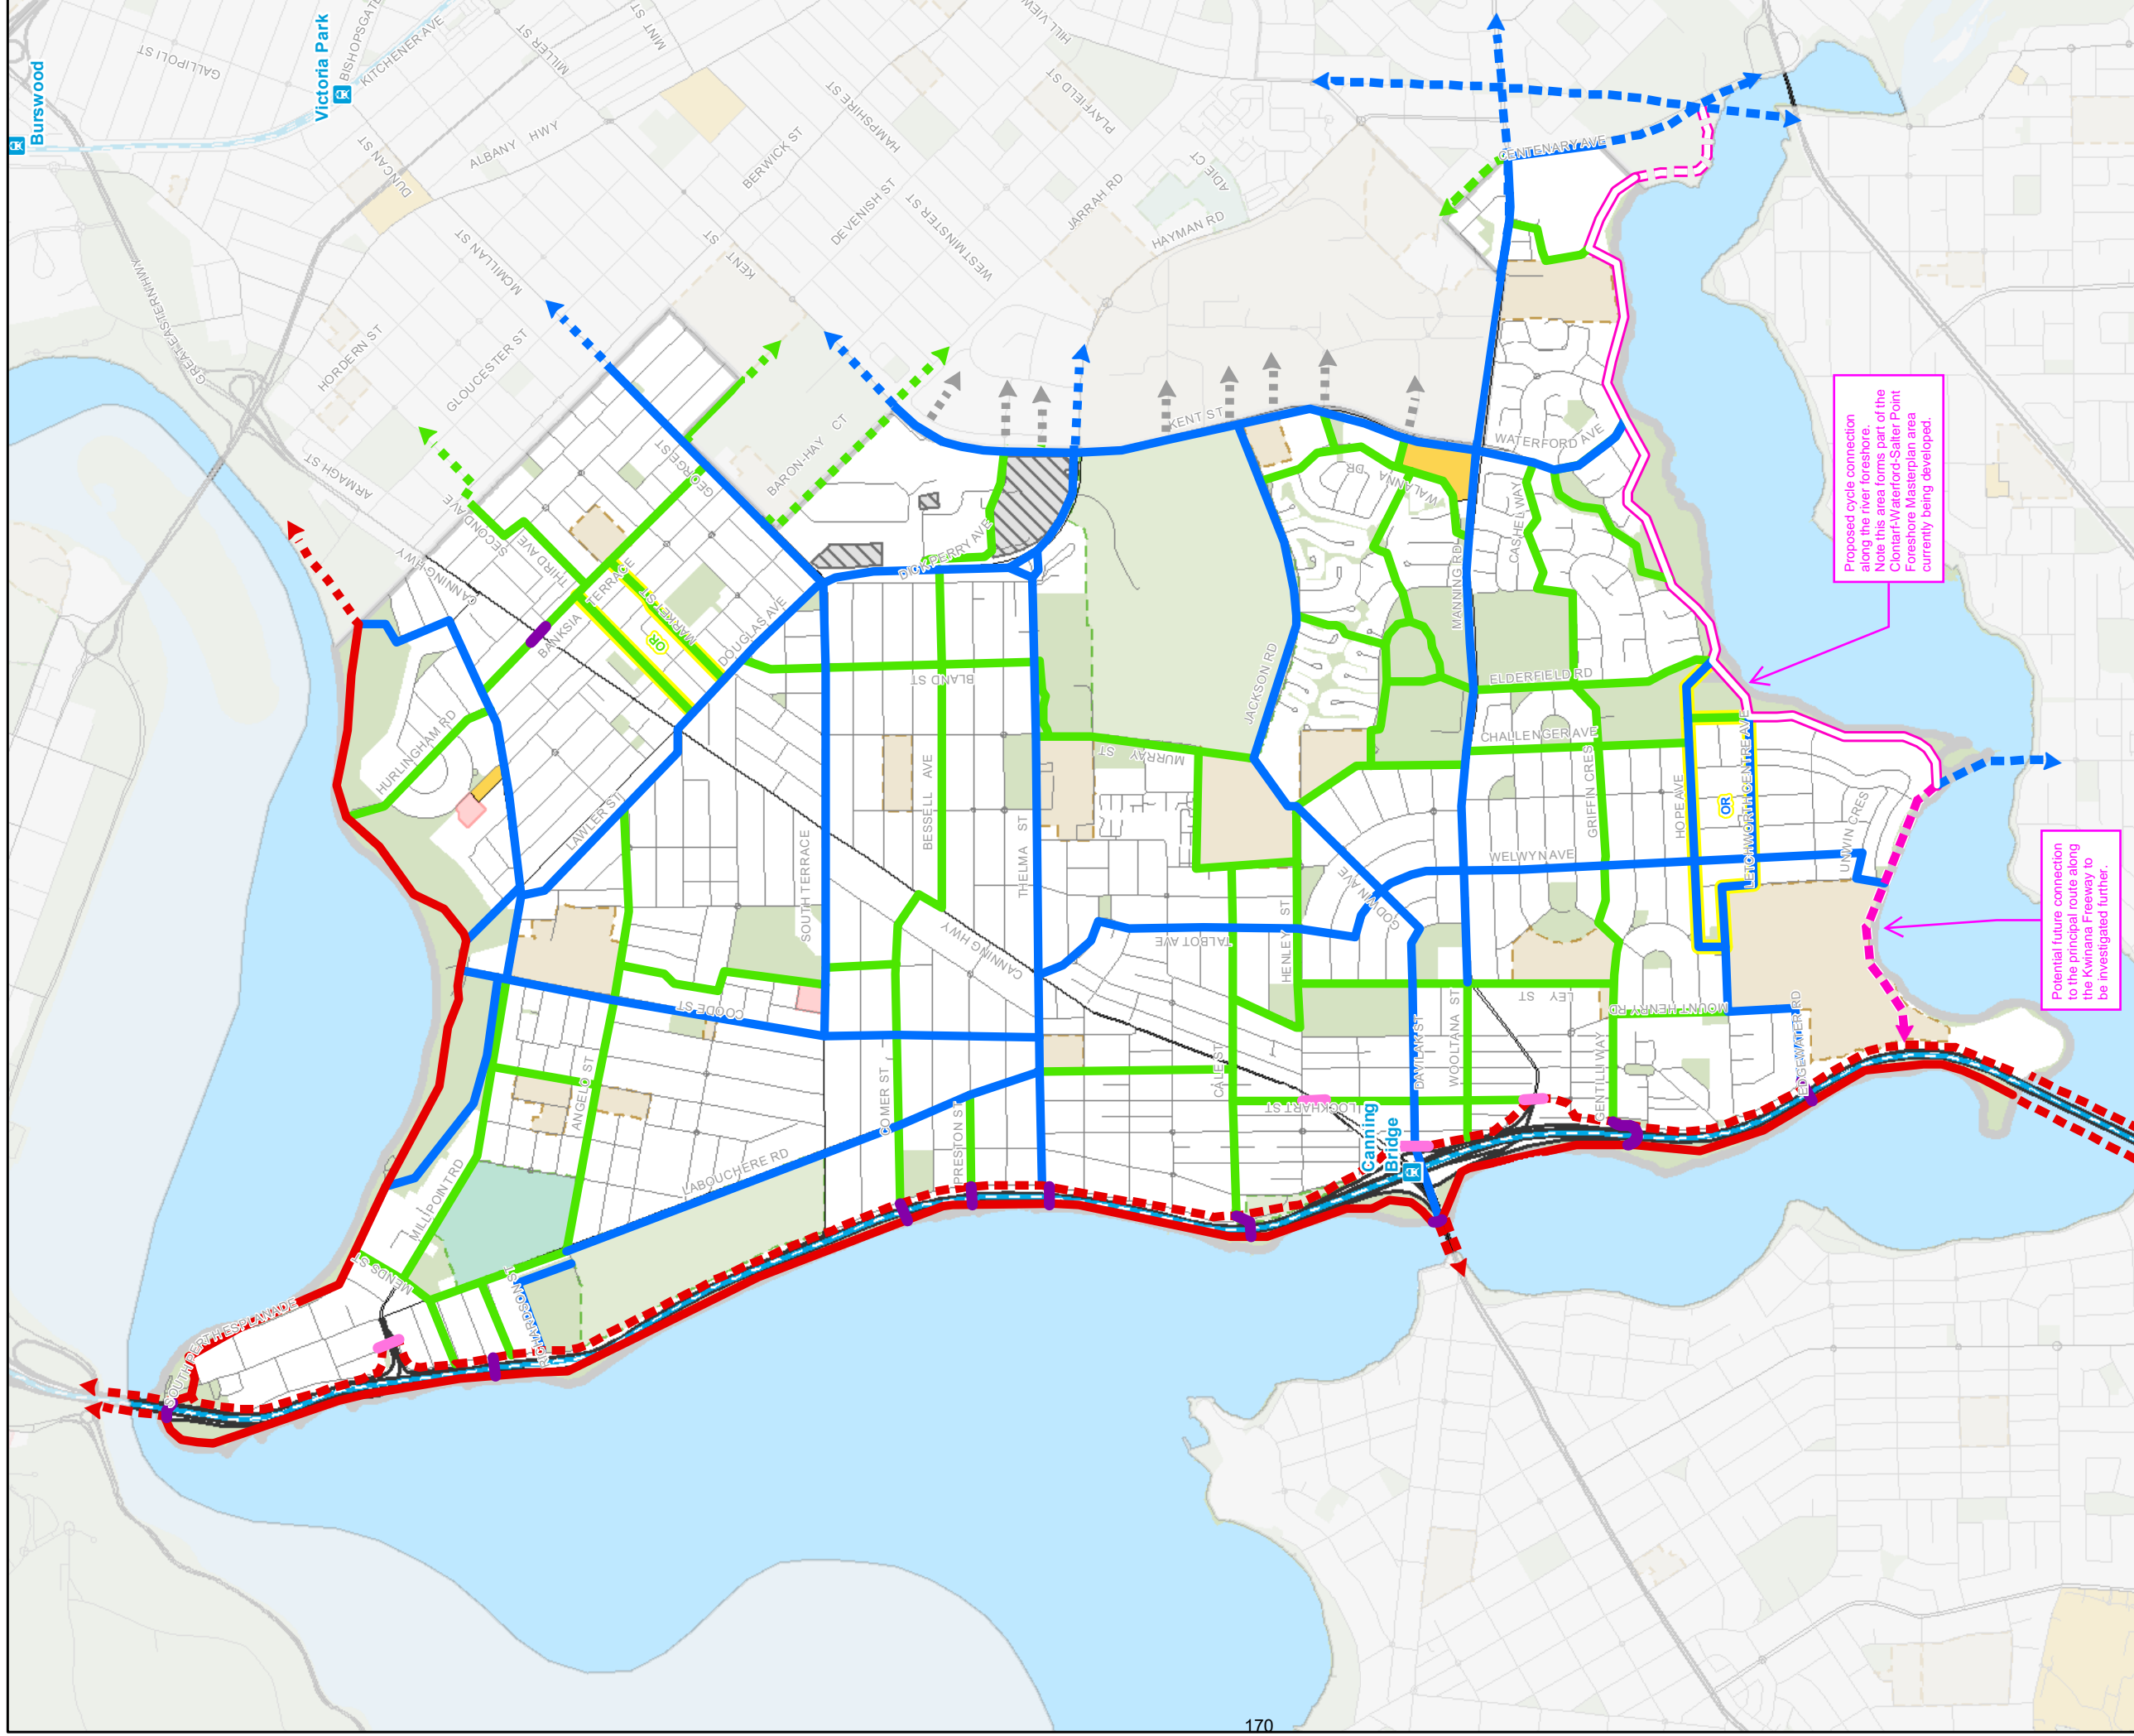 Burswood
Victoria Park
BISHOPSGATE
KITCHENER AVE
GALLIPOLI ST
MILLER ST
MINT ST
HILL VIEW
DUNCAN ST
ALBANY HWY
GREAT EASTERN HWY
HORDERN ST
GLOUCESTER ST
MCMILLAN ST
BERWICK ST
HAMPSHIRE ST
PLAYFIELD ST
KENT ST
DEVENISH ST
WESTMINSTER ST
JARRAH RD
ADIE CT
HAYMAN RD
CENTENARY AVE
ARMAGH ST
SECOND AVE
THIRD AVE
GEORGE ST
BARON-HAY CT
KENT ST
WATERFORD AVE
CANNING HWY
BANKSIA TERRACE
MARKET ST
OR
DOUGLAS AVE
DICK PERRY AVE
WALANNA DR
CASHEL WAY
MANNING RD
HURLINGHAM RD
BLAND ST
JACKSON RD
ELDERFIELD RD
LAWLER ST
BESSELL AVE
MURRAY ST
CHALLENGER AVE
GRIFFIN CRES
HOPE AVE
OR
LETCHWORTH CENTRE AVE
SOUTH TERRACE
THELMA ST
CANNING HWY
TALBOT AVE
HENLEY ST
GODWIN AVE
WELWYN AVE
UNWIN CRES
COODE ST
LEY ST
MOUNT HENRY RD
EDGEWATER RD
ANGELO ST
COMER ST
PRESTON ST
CALE ST
LOCKHART ST
DAVILAK ST
WOOLTANA ST
GENTILLI WAY
Canning
Bridge
LABOUCHERE RD
MILL POINT RD
MENDS ST
RICHARDSON ST
SOUTH PERTH ESPLANADE
Proposed cycle connection
along the river foreshore.
Note this area forms part of the
Clontarf-Waterford-Salter Point
Foreshore Masterplan area
currently being developed.
Potential future connection
to the principal route along
the Kwinana Freeway to
be investigated further.
170